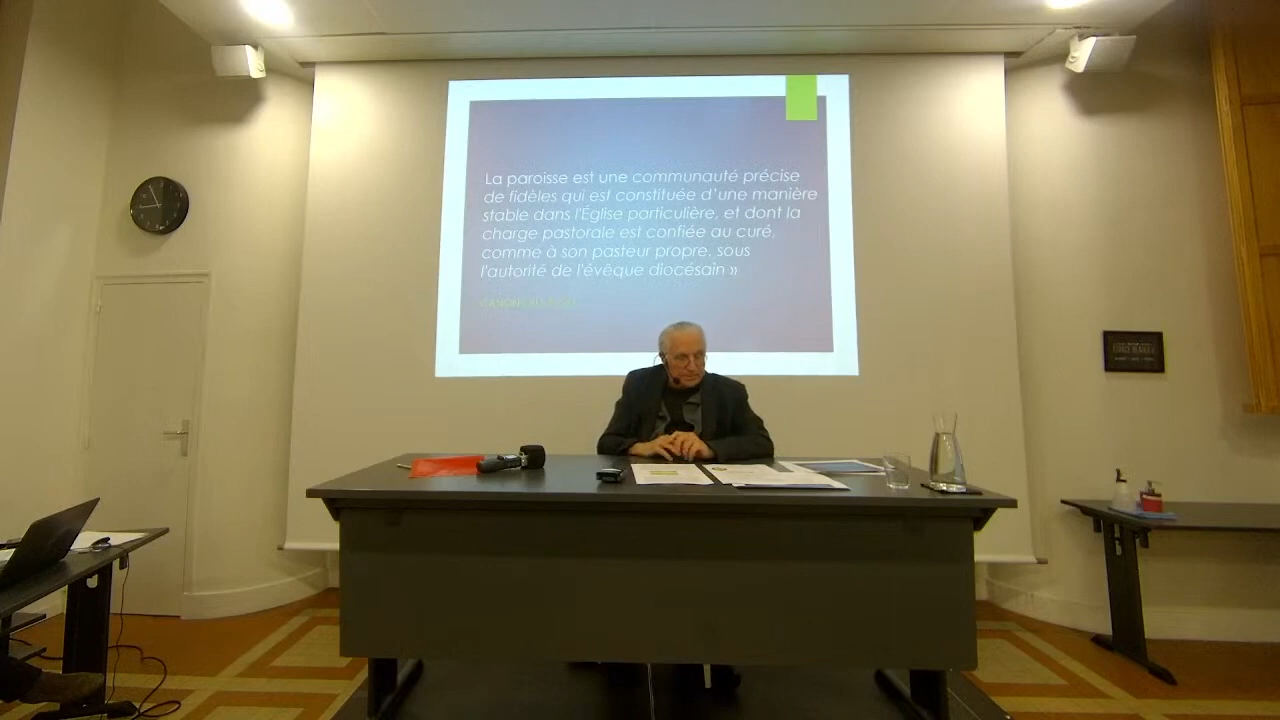 La paroisse est une communauté précise
de fidèles qui est constituée d'une manière
stable dans l'Église particulière, et dont la
charge pastorale est confiée au curé,
comme à son pasteur propre, sous
l'autorité de l'évêque diocésain »